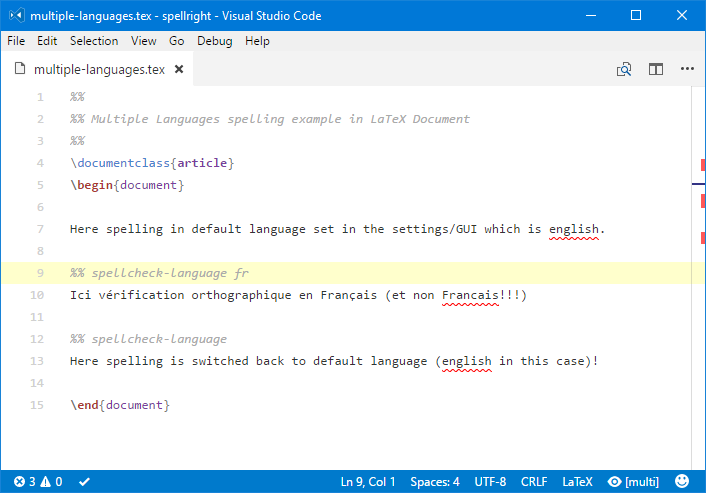 multiple-languages.tex - spellright - Visual Studio Code
File Edit Selection View Go Debug Help
multiple-languages.tex
1 %%
2 %% Multiple Languages spelling example in LaTeX Document
3 %%
4 \documentclass{article}
5 \begin{document}
6
7 Here spelling in default language set in the settings/GUI which is english.
8
9 %% spellcheck-language fr
10 Ici vérification orthographique en Français (et non Francais!!!)
11
12 %% spellcheck-language
13 Here spelling is switched back to default language (english in this case)!
14
15 \end{document}
3 0 Ln 9, Col 1 Spaces: 4 UTF-8 CRLF LaTeX [multi]